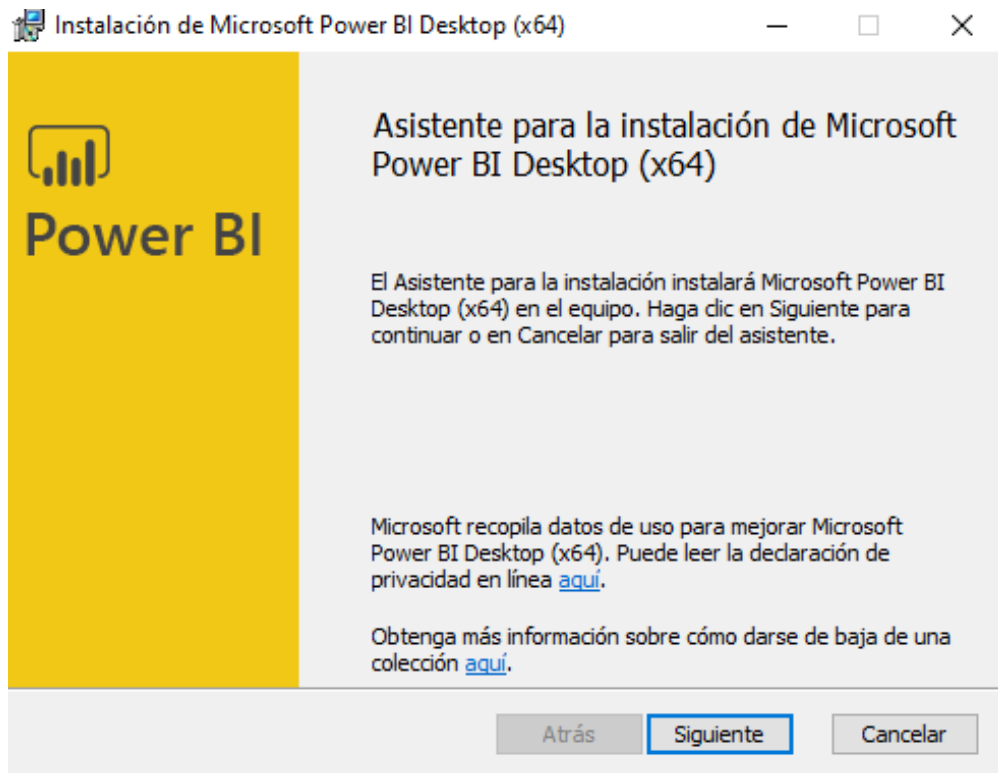 Instalación de Microsoft Power BI Desktop (x64)
Power BI
Asistente para la instalación de Microsoft
Power BI Desktop (x64)
El Asistente para la instalación instalará Microsoft Power BI
Desktop (x64) en el equipo. Haga clic en Siguiente para
continuar o en Cancelar para salir del asistente.
Microsoft recopila datos de uso para mejorar Microsoft
Power BI Desktop (x64). Puede leer la declaración de
privacidad en línea aquí.
Obtenga más información sobre cómo darse de baja de una
colección aquí.
Atrás Siguiente Cancelar